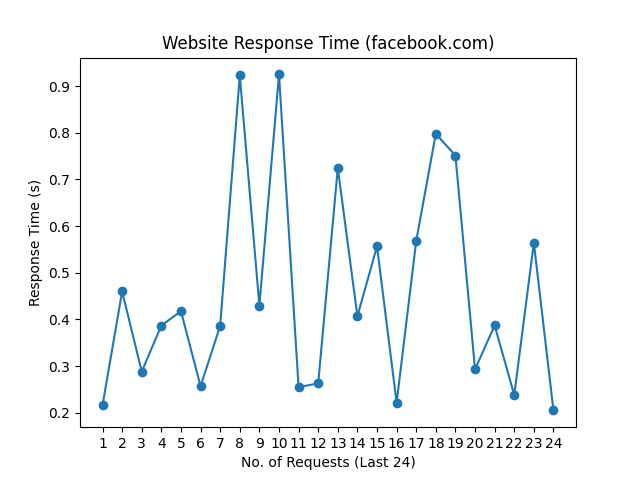 Website Response Time (facebook.com)
0.9
0.8
0.7
0.6
0.5
0.4
0.3
0.2
Response Time (s)
1 2 3 4 5 6 7 8 9 10 11 12 13 14 15 16 17 18 19 20 21 22 23 24
No. of Requests (Last 24)